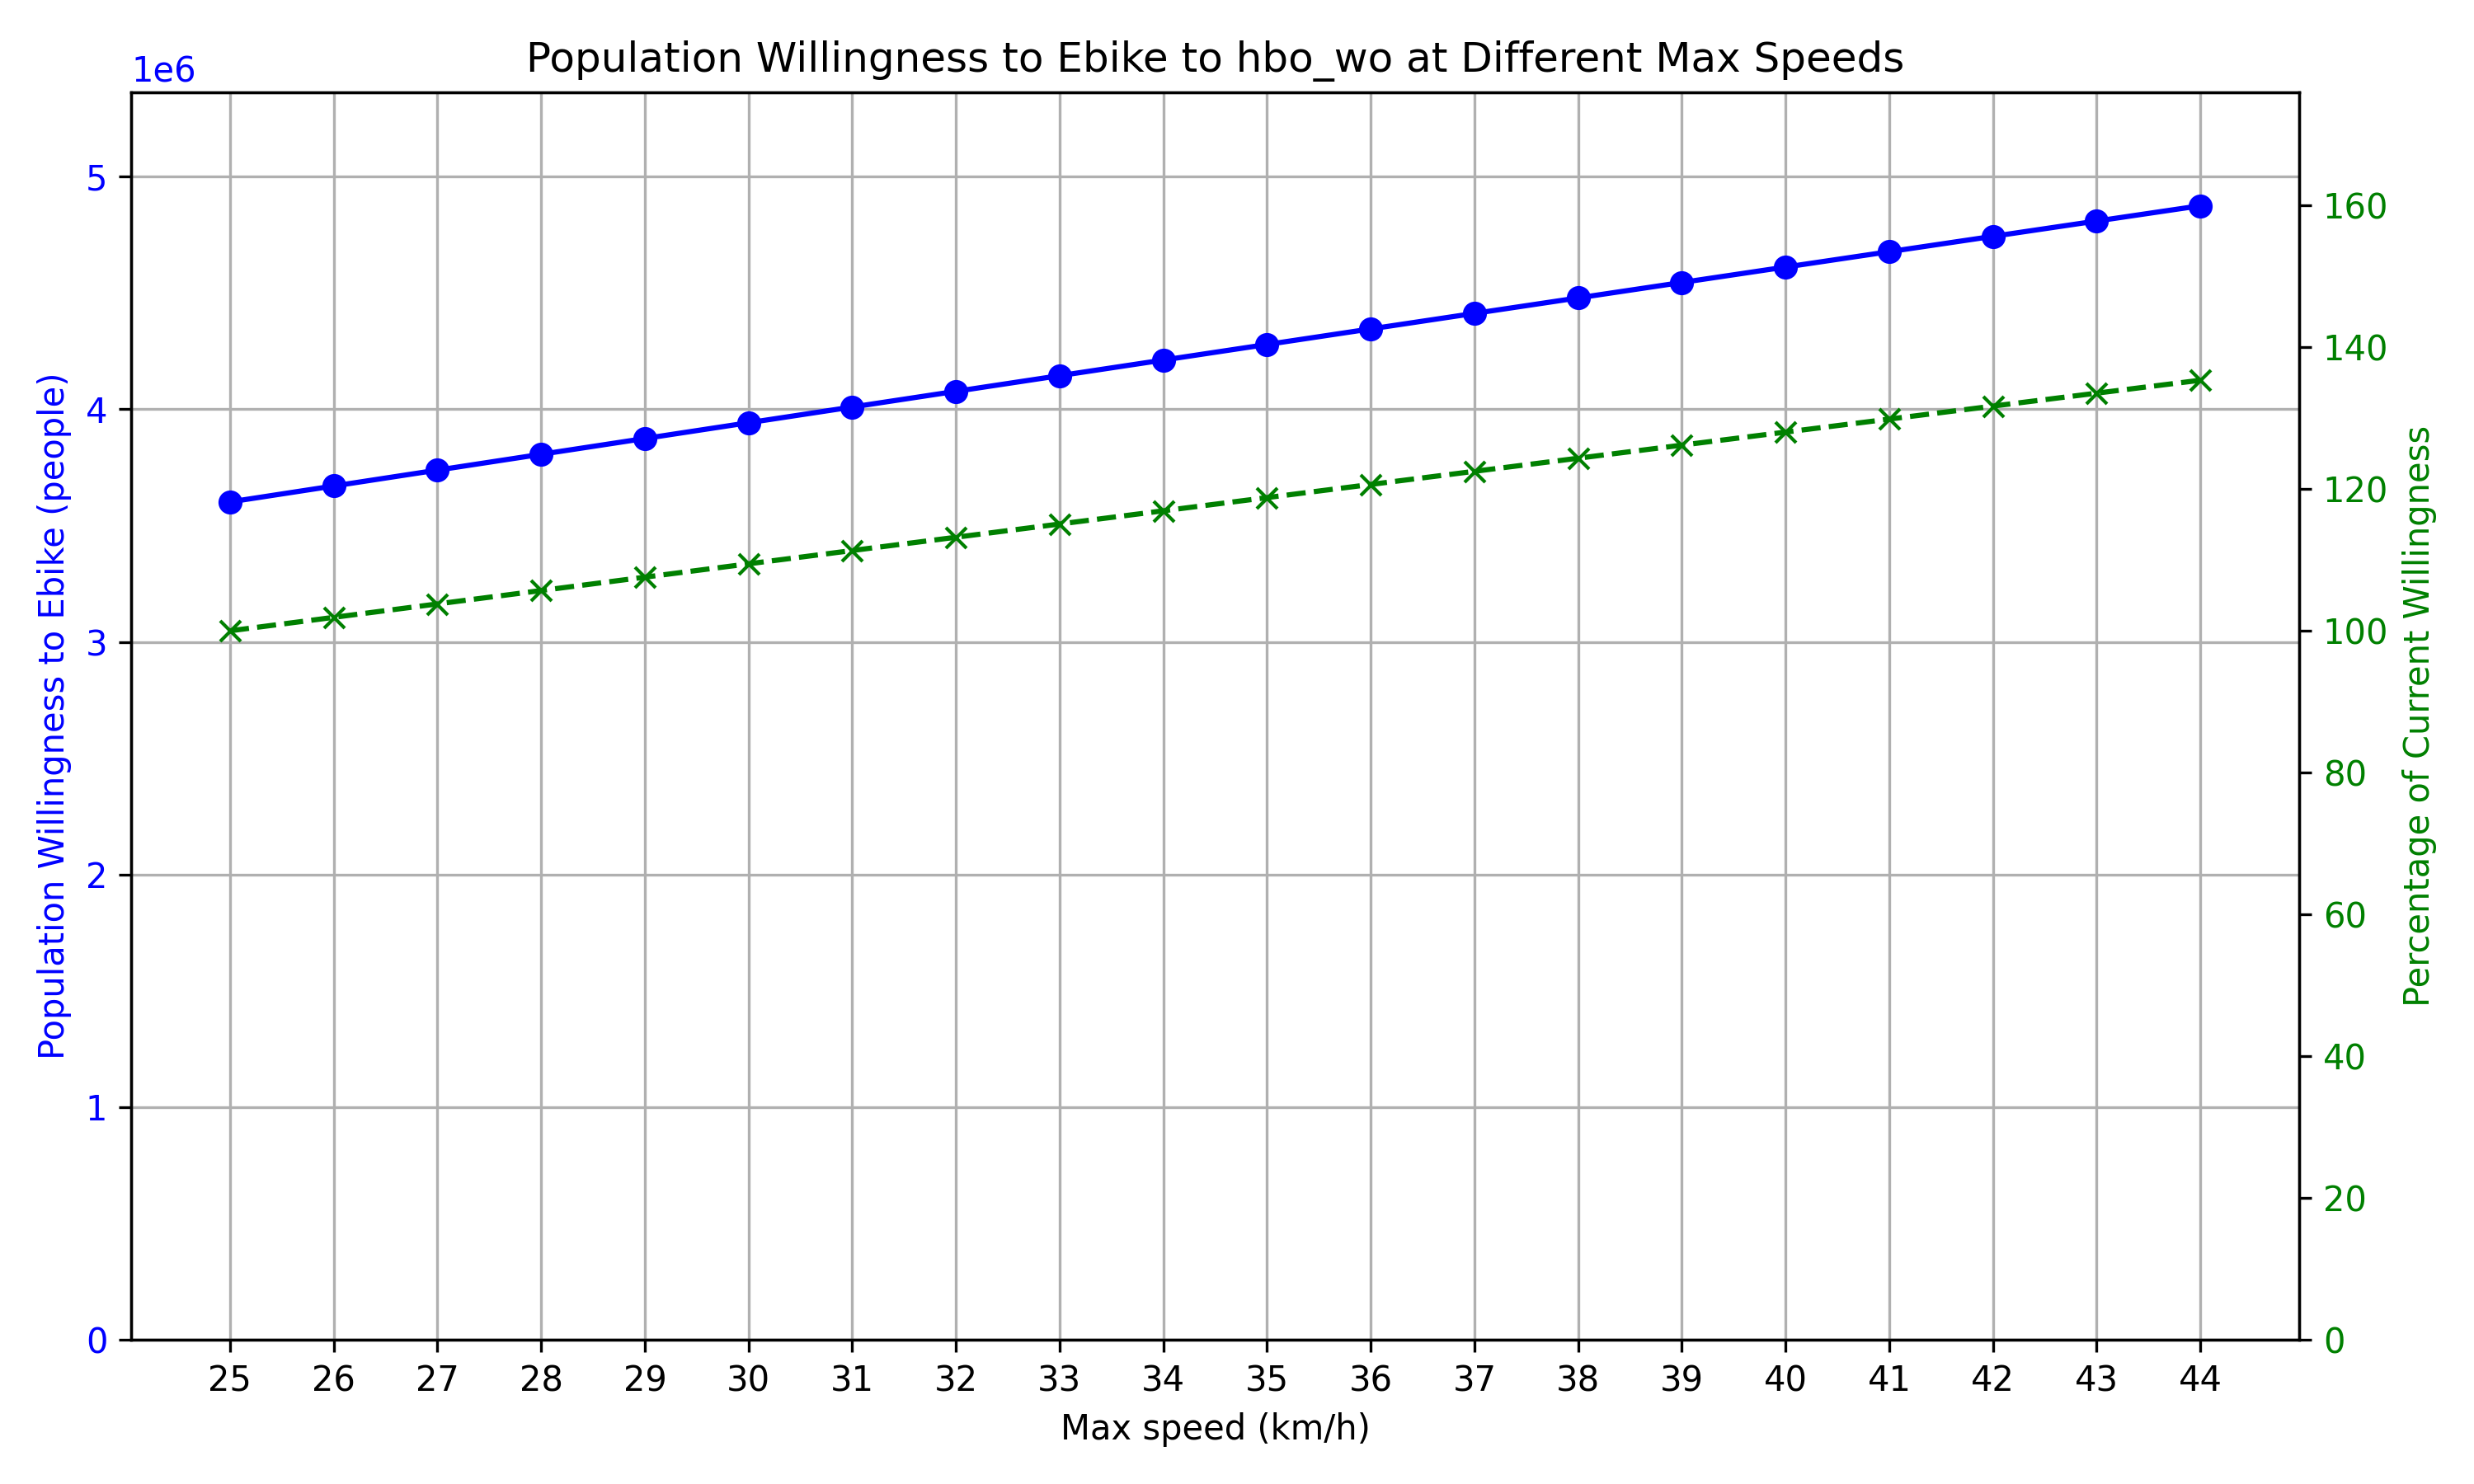 Population Willingness to Ebike to hbo_wo at Different Max Speeds
1e6
Population Willingness to Ebike (people)
5
4
3
2
1
0
160
140
120
100
80
60
40
20
0
Percentage of Current Willingness
25 26 27 28 29 30 31 32 33 34 35 36 37 38 39 40 41 42 43 44
Max speed (km/h)